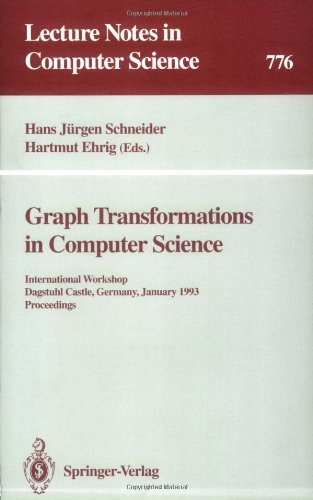 Lecture Notes in
Computer Science
776
Hans Jürgen Schneider
Hartmut Ehrig (Eds.)
Graph Transformations
in Computer Science
International Workshop
Dagstuhl Castle, Germany, January 1993
Proceedings
Springer-Verlag